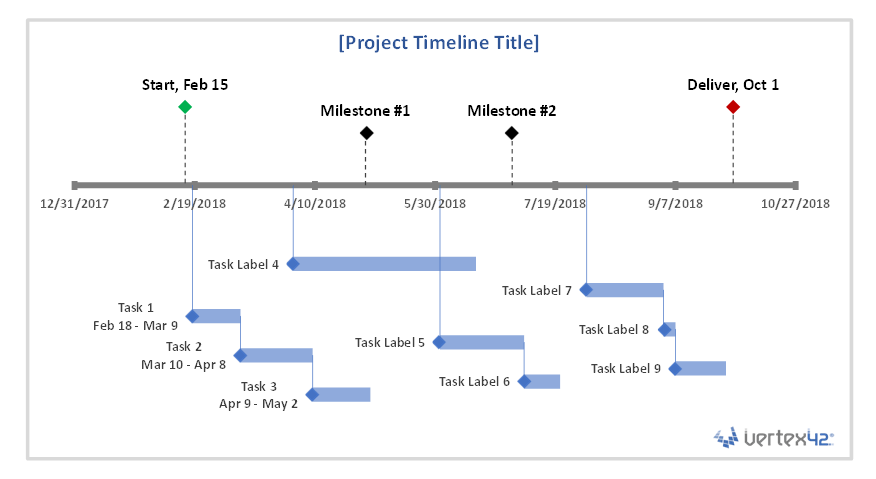 [Project Timeline Title]
Start, Feb 15
Deliver, Oct 1
Milestone #1
Milestone #2
12/31/2017
2/19/2018
4/10/2018
5/30/2018
7/19/2018
9/7/2018
10/27/2018
Task Label 4
Task Label 7
Task 1
Feb 18 - Mar 9
Task Label 8
Task 2
Mar 10 - Apr 8
Task Label 5
Task Label 9
Task 3
Apr 9 - May 2
Task Label 6
vertex42